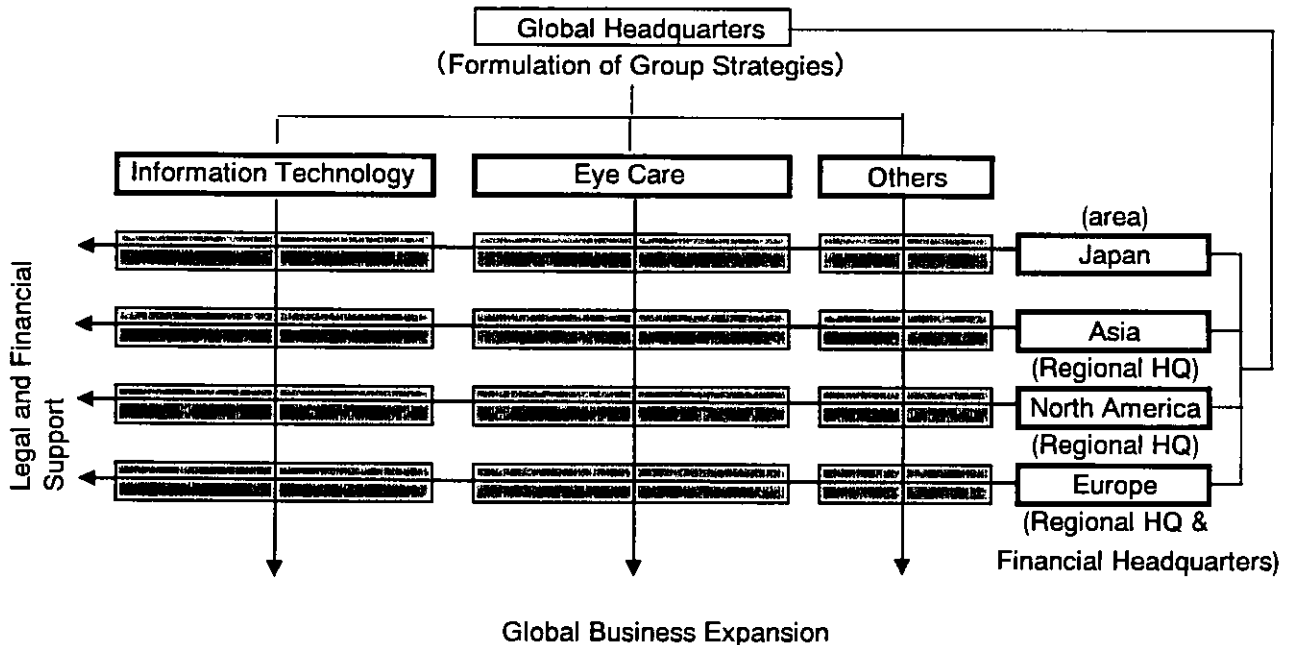 Global Headquarters
(Formulation of Group Strategies)
Information Technology
Eye Care
Others
(area)
Japan
Asia
(Regional HQ)
North America
(Regional HQ)
Europe
(Regional HQ &
Financial Headquarters)
Legal and Financial
Support
Global Business Expansion